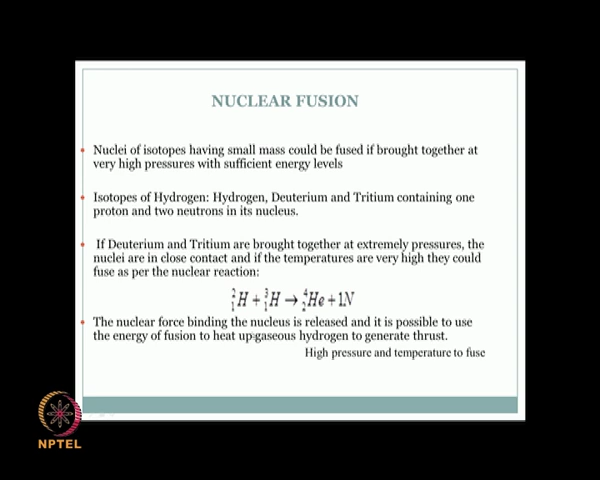 NUCLEAR FUSION
• Nuclei of isotopes having small mass could be fused if brought together at
very high pressures with sufficient energy levels
• Isotopes of Hydrogen: Hydrogen, Deuterium and Tritium containing one
proton and two neutrons in its nucleus.
• If Deuterium and Tritium are brought together at extremely pressures, the
nuclei are in close contact and if the temperatures are very high they could
fuse as per the nuclear reaction:
²₁H + ³₁H → ⁴₂He + 1N
• The nuclear force binding the nucleus is released and it is possible to use
the energy of fusion to heat up gaseous hydrogen to generate thrust.
High pressure and temperature to fuse
NPTEL